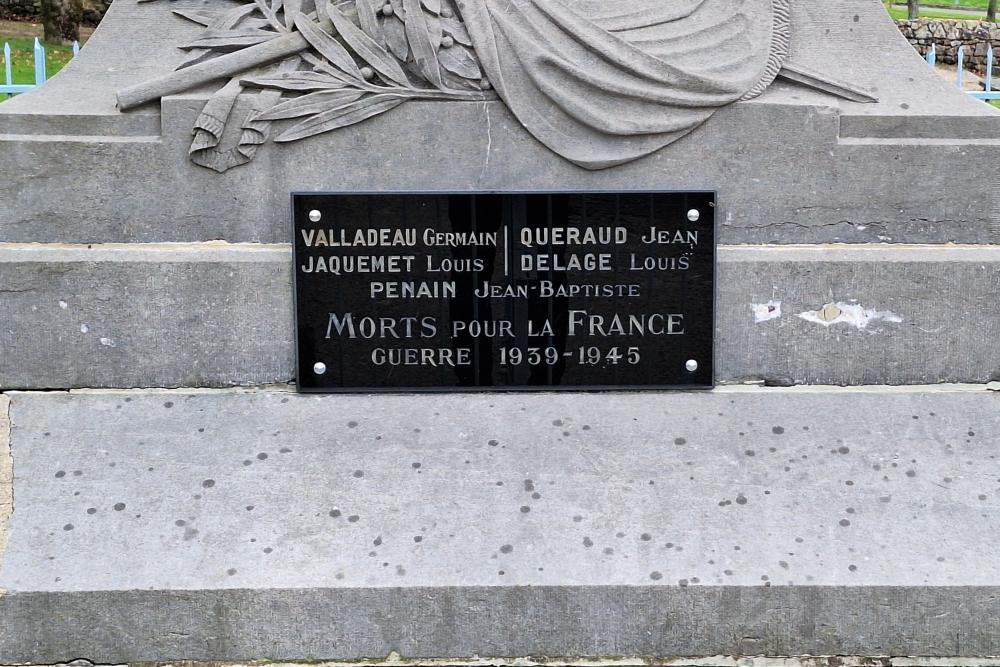 VALLADEAU GERMAIN | QUERAUD JEAN
JAQUEMET LOUIS | DELAGE LOUIS
PENAIN JEAN-BAPTISTE
MORTS POUR LA FRANCE
GUERRE 1939-1945